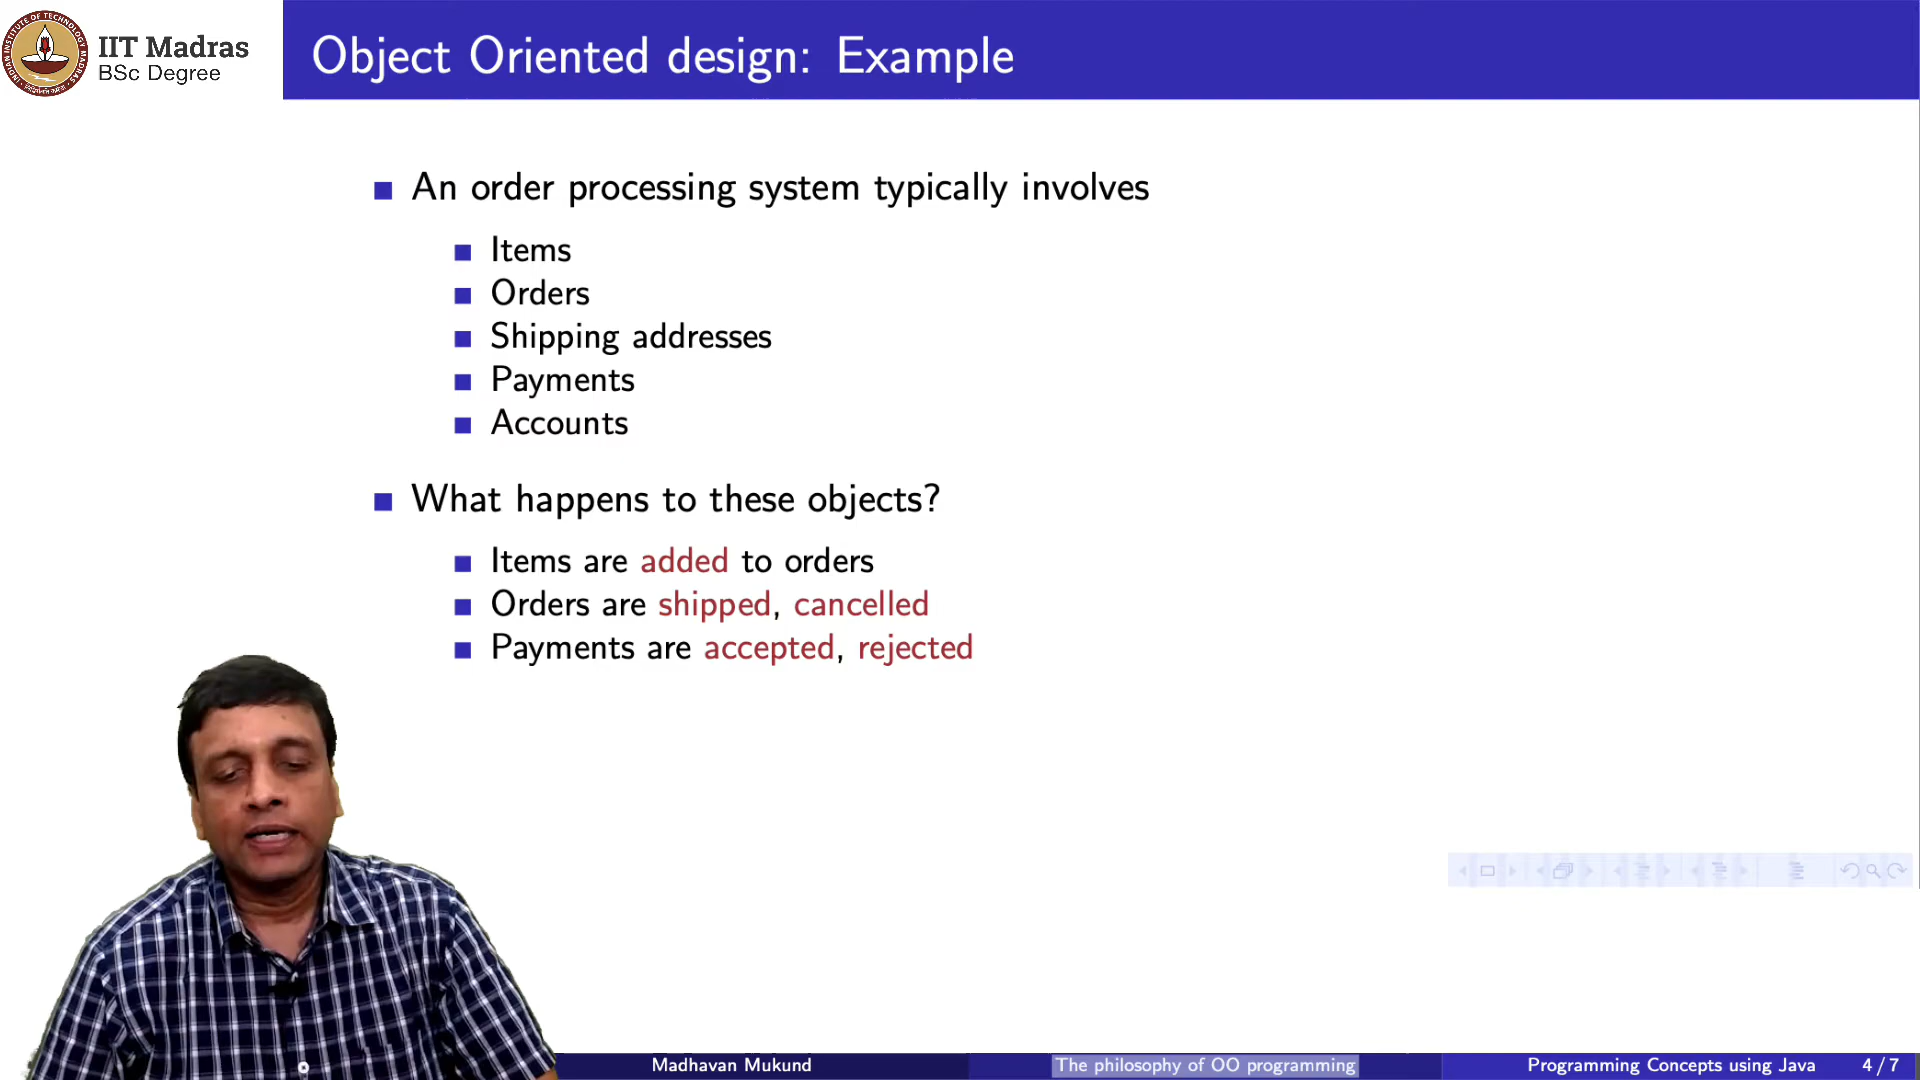 IIT Madras
BSc Degree
Object Oriented design: Example
An order processing system typically involves
Items
Orders
Shipping addresses
Payments
Accounts
What happens to these objects?
Items are added to orders
Orders are shipped, cancelled
Payments are accepted, rejected
Madhavan Mukund
The philosophy of OO programming
Programming Concepts using Java
4 / 7